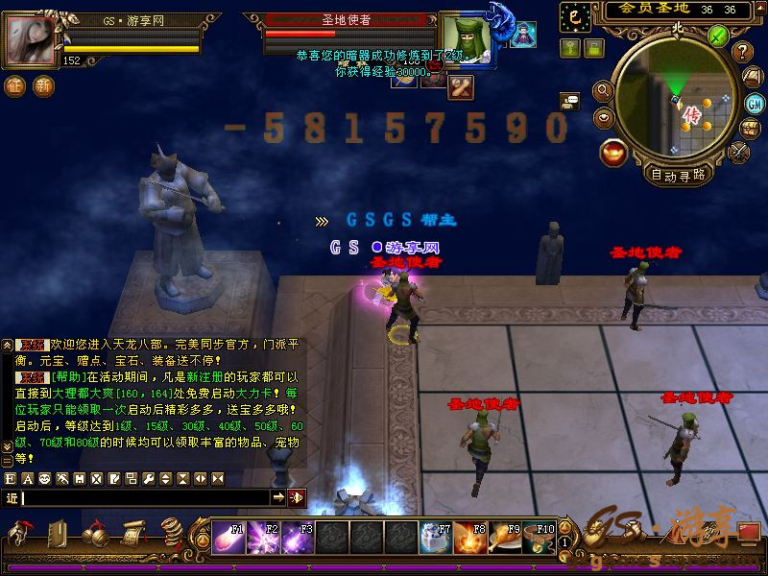 GS·游享网
圣地使者
会员圣地 36 36
北
152
恭喜您的暗器成功修炼到了2级。
你获得经验30000。
征
新
GM
传
自动寻路
-58157590
GSGS 帮主
GS 游享网
圣地使者
圣地使者
圣地使者
圣地使者
欢迎您进入天龙八部。完美同步官方，门派平
衡。元宝、赠点、宝石、装备送不停！
[帮助]在活动期间，凡是新注册的玩家都可以
直接到大理都大爽[160，164]处免费启动大力卡！每
位玩家只能领取一次启动后精彩多多，送宝多多哦！
启动后，等级达到1级、15级、30级、40级、50级、60
级、70级和80级的时候均可以领取丰富的物品、宠物
等！
近
F1 F2 F3 F7 F8 F9 F10
1
GS·游享网